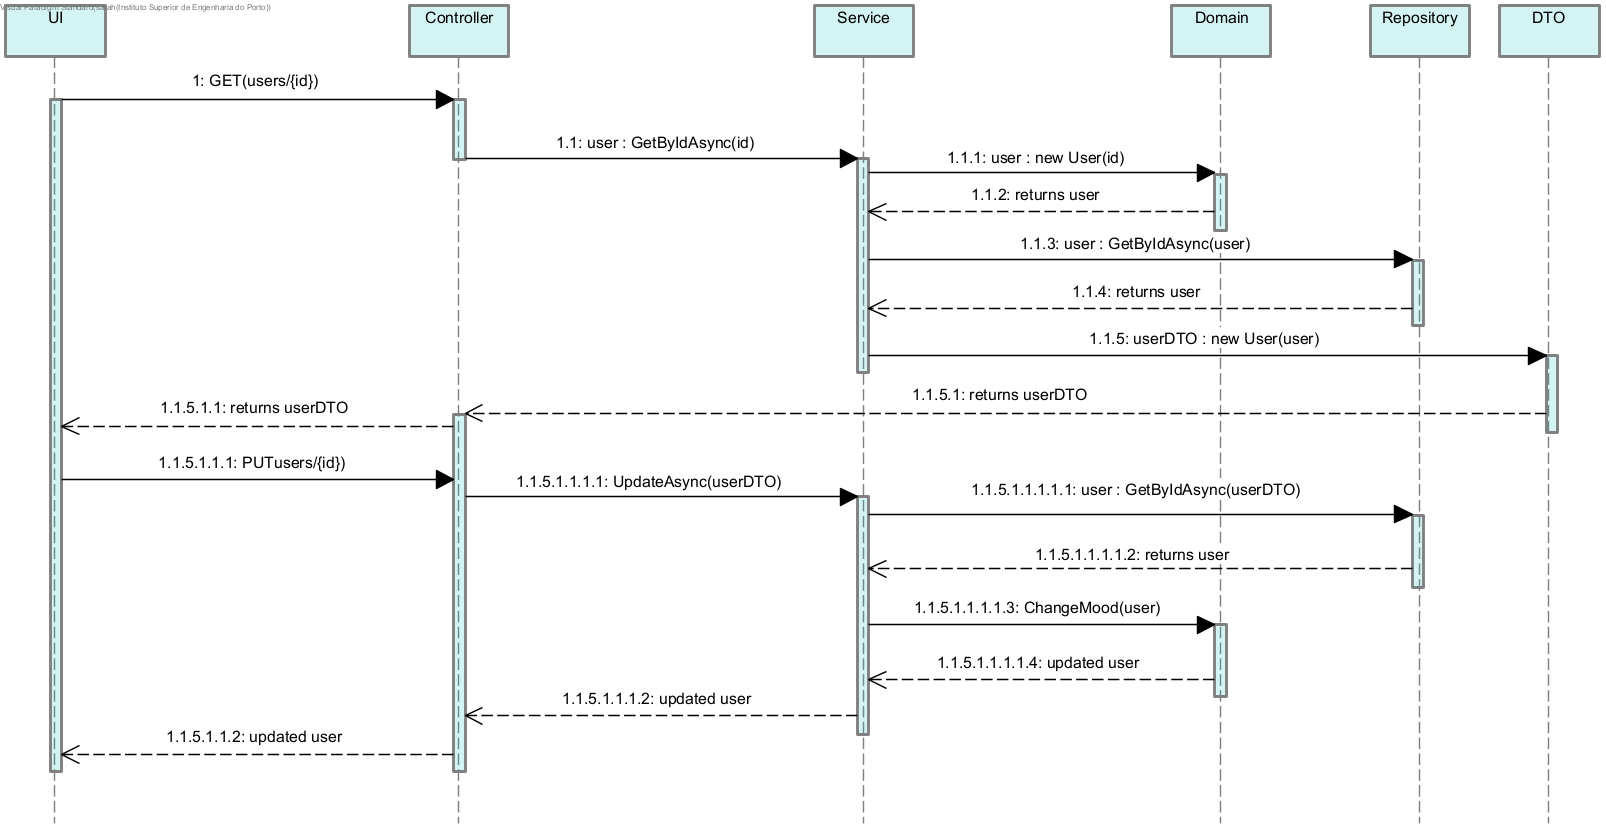 Visual Paradigm Standard(sarah(Instituto Superior de Engenharia do Porto))
UI
Controller
Service
Domain
Repository
DTO
1: GET(users/{id})
1.1: user : GetByIdAsync(id)
1.1.1: user : new User(id)
1.1.2: returns user
1.1.3: user : GetByIdAsync(user)
1.1.4: returns user
1.1.5: userDTO : new User(user)
1.1.5.1: returns userDTO
1.1.5.1.1: returns userDTO
1.1.5.1.1.1: PUTusers/{id})
1.1.5.1.1.1.1: UpdateAsync(userDTO)
1.1.5.1.1.1.1.1: user : GetByIdAsync(userDTO)
1.1.5.1.1.1.1.2: returns user
1.1.5.1.1.1.1.3: ChangeMood(user)
1.1.5.1.1.1.1.4: updated user
1.1.5.1.1.1.2: updated user
1.1.5.1.1.2: updated user